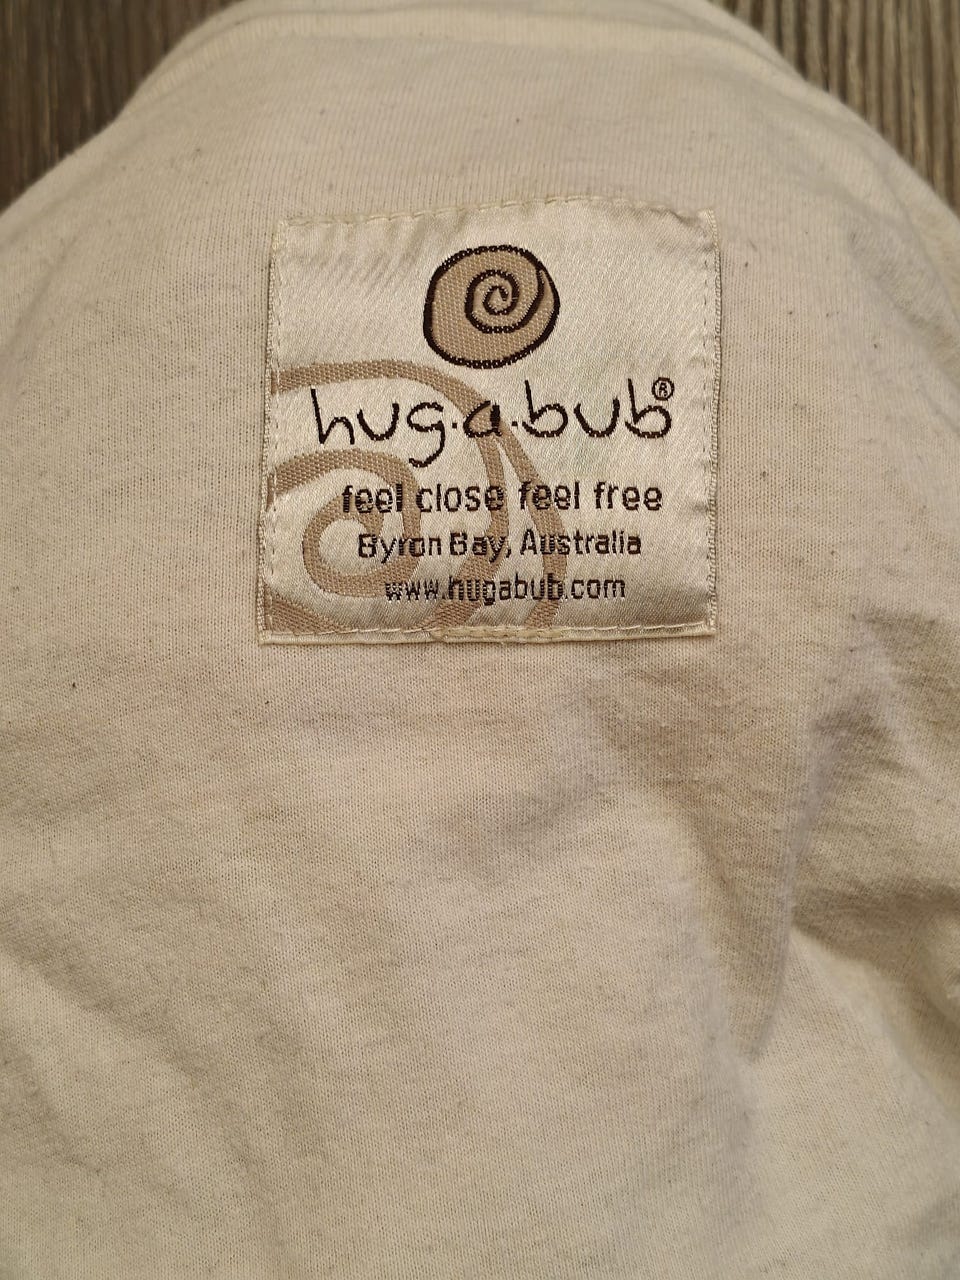 hug.a.bub®
feel close feel free
Byron Bay, Australia
www.hugabub.com